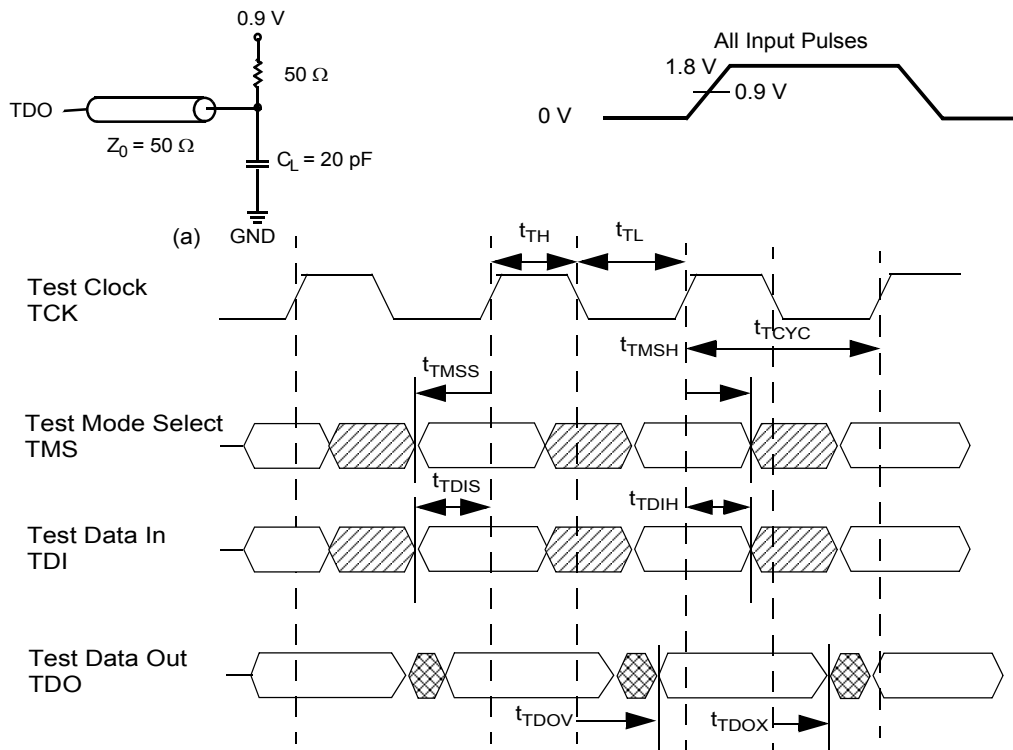 0.9 V
50 Ω
TDO
Z0 = 50 Ω
CL = 20 pF
(a)
GND
All Input Pulses
1.8 V
0.9 V
0 V
tTH
tTL
Test Clock
TCK
tTMSH
tTCYC
tTMSS
Test Mode Select
TMS
tTDIS
tTDIH
Test Data In
TDI
Test Data Out
TDO
tTDOV
tTDOX